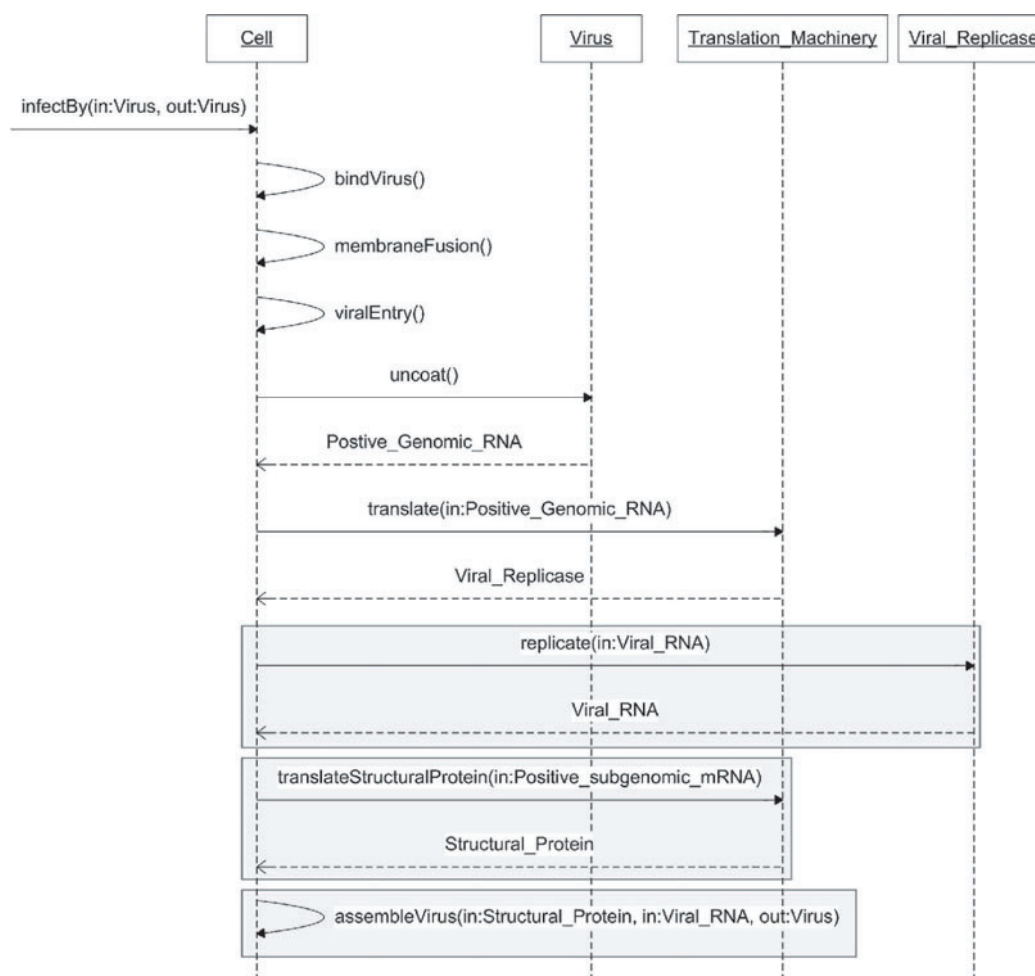 Cell
Virus
Translation_Machinery
Viral_Replicase
infectBy(in:Virus, out:Virus)
bindVirus()
membraneFusion()
viralEntry()
uncoat()
Postive_Genomic_RNA
translate(in:Positive_Genomic_RNA)
Viral_Replicase
replicate(in:Viral_RNA)
Viral_RNA
translateStructuralProtein(in:Positive_subgenomic_mRNA)
Structural_Protein
assembleVirus(in:Structural_Protein, in:Viral_RNA, out:Virus)